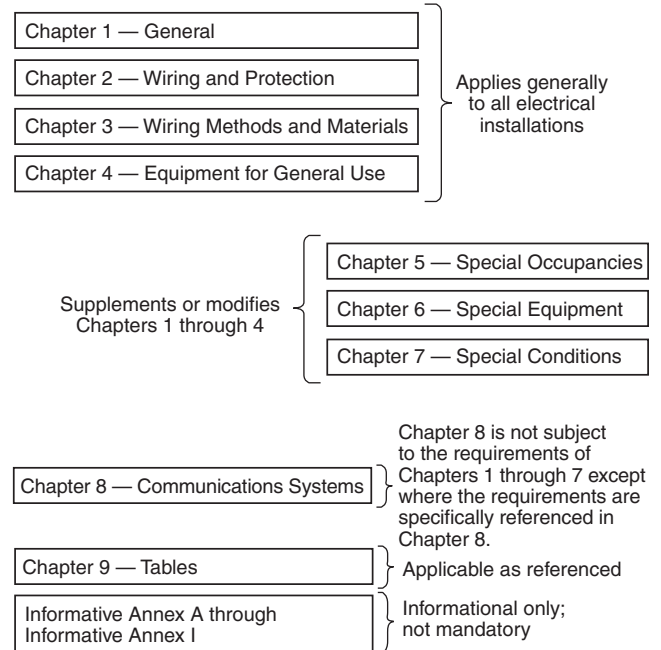 Chapter 1 — General
Chapter 2 — Wiring and Protection
Chapter 3 — Wiring Methods and Materials
Chapter 4 — Equipment for General Use
Applies generally
to all electrical
installations
Supplements or modifies
Chapters 1 through 4
Chapter 5 — Special Occupancies
Chapter 6 — Special Equipment
Chapter 7 — Special Conditions
Chapter 8 — Communications Systems
Chapter 8 is not subject
to the requirements of
Chapters 1 through 7 except
where the requirements are
specifically referenced in
Chapter 8.
Chapter 9 — Tables
Applicable as referenced
Informative Annex A through
Informative Annex I
Informational only;
not mandatory